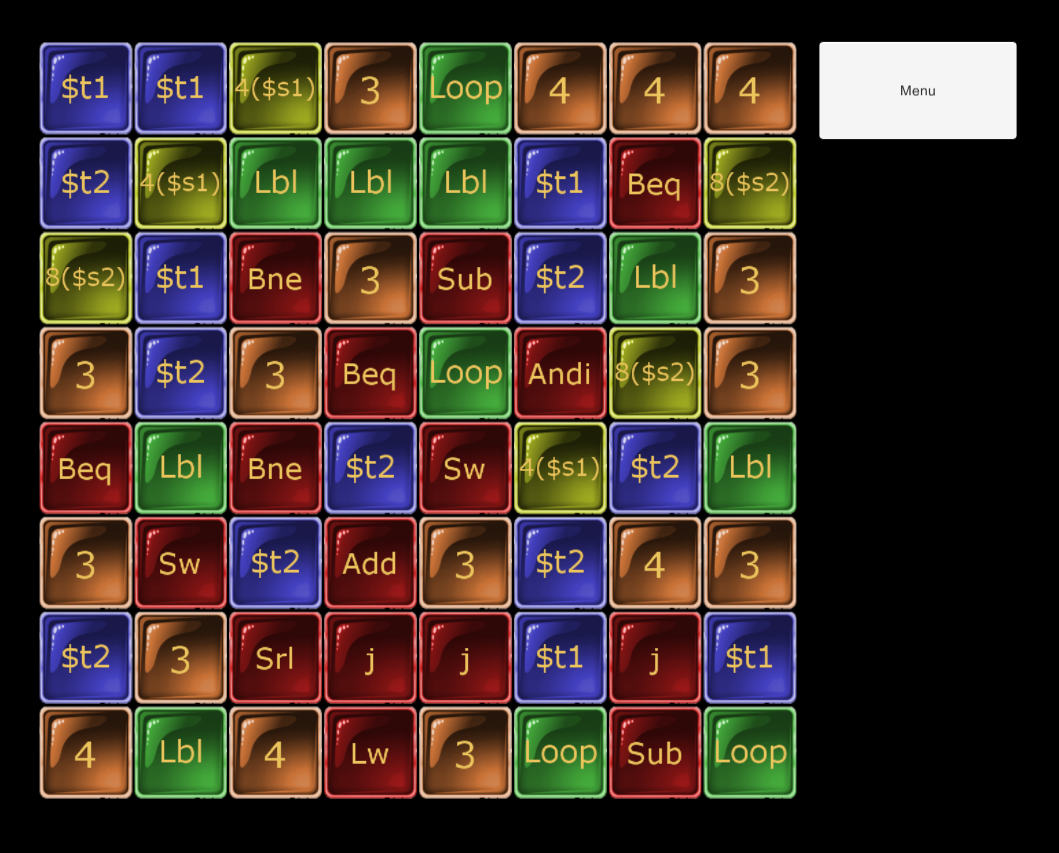 $t1 $t1 4($s1) 3 Loop 4 4 4 Menu
$t2 4($s1) Lbl Lbl Lbl $t1 Beq 8($s2)
8($s2) $t1 Bne 3 Sub $t2 Lbl 3
3 $t2 3 Beq Loop Andi 8($s2) 3
Beq Lbl Bne $t2 Sw 4($s1) $t2 Lbl
3 Sw $t2 Add 3 $t2 4 3
$t2 3 Srl j j $t1 j $t1
4 Lbl 4 Lw 3 Loop Sub Loop